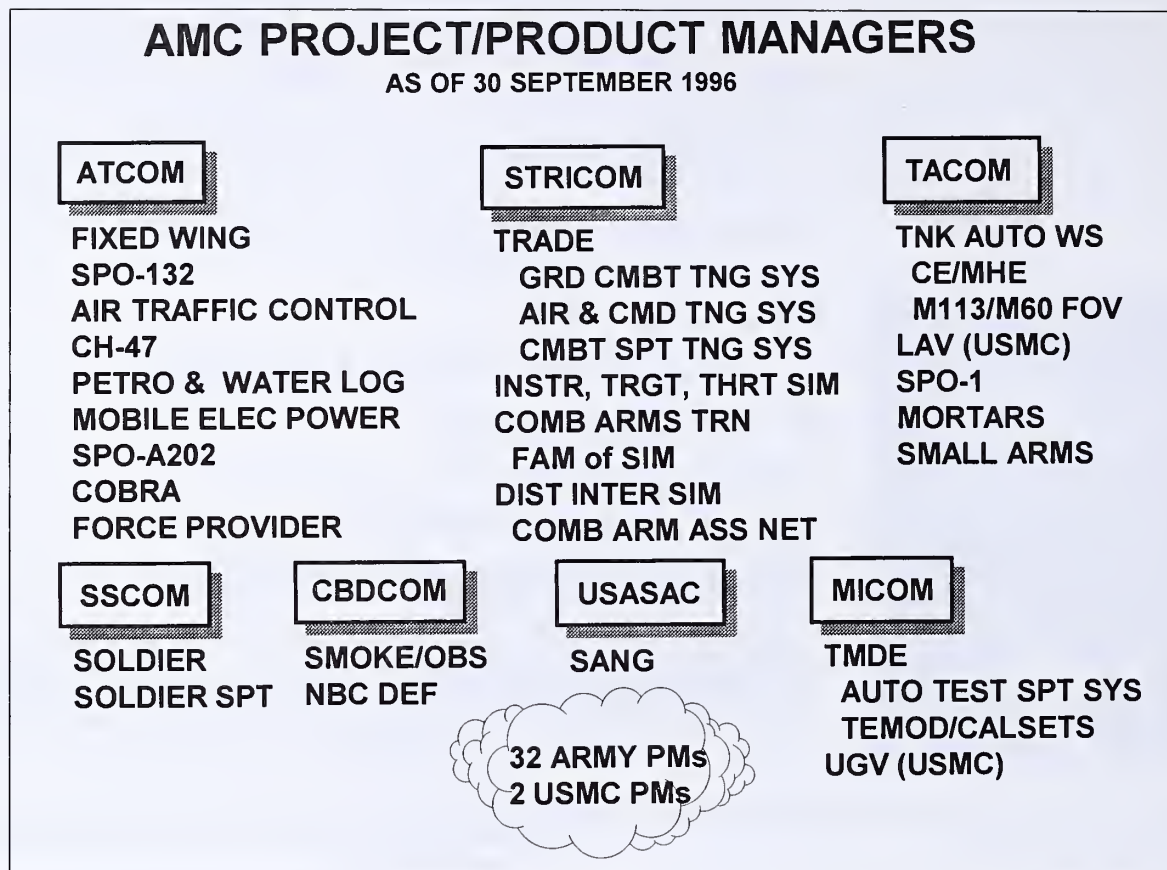 AMC PROJECT/PRODUCT MANAGERS
AS OF 30 SEPTEMBER 1996
ATCOM
FIXED WING
SPO-132
AIR TRAFFIC CONTROL
CH-47
PETRO & WATER LOG
MOBILE ELEC POWER
SPO-A202
COBRA
FORCE PROVIDER
STRICOM
TRADE
GRD CMBT TNG SYS
AIR & CMD TNG SYS
CMBT SPT TNG SYS
INSTR, TRGT, THRT SIM
COMB ARMS TRN
FAM of SIM
DIST INTER SIM
COMB ARM ASS NET
TACOM
TNK AUTO WS
CE/MHE
M113/M60 FOV
LAV (USMC)
SPO-1
MORTARS
SMALL ARMS
SSCOM
SOLDIER
SOLDIER SPT
CBDCOM
SMOKE/OBS
NBC DEF
USASAC
SANG
MICOM
TMDE
AUTO TEST SPT SYS
TEMOD/CALSETS
UGV (USMC)
32 ARMY PMs
2 USMC PMs